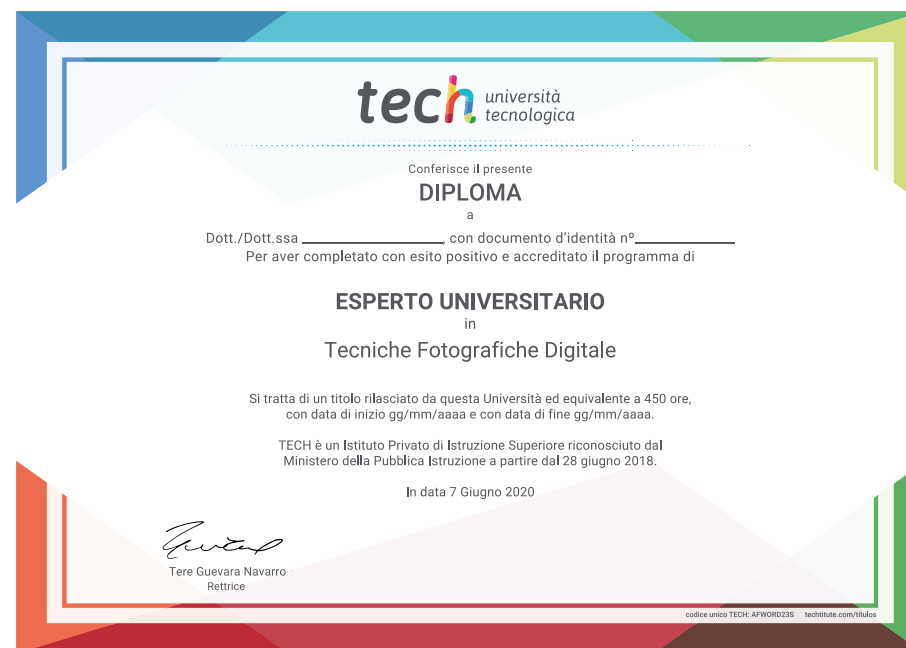 tech università
tecnologica
Conferisce il presente
DIPLOMA
a
Dott./Dott.ssa ____________________, con documento d'identità nº______________
Per aver completato con esito positivo e accreditato il programma di
ESPERTO UNIVERSITARIO
in
Tecniche Fotografiche Digitale
Si tratta di un titolo rilasciato da questa Università ed equivalente a 450 ore,
con data di inizio gg/mm/aaaa e con data di fine gg/mm/aaaa.
TECH è un Istituto Privato di Istruzione Superiore riconosciuto dal
Ministero della Pubblica Istruzione a partire dal 28 giugno 2018.
In data 7 Giugno 2020
Tere Guevara Navarro
Rettrice
codice unico TECH: AFWORD23S techtitute.com/titulos